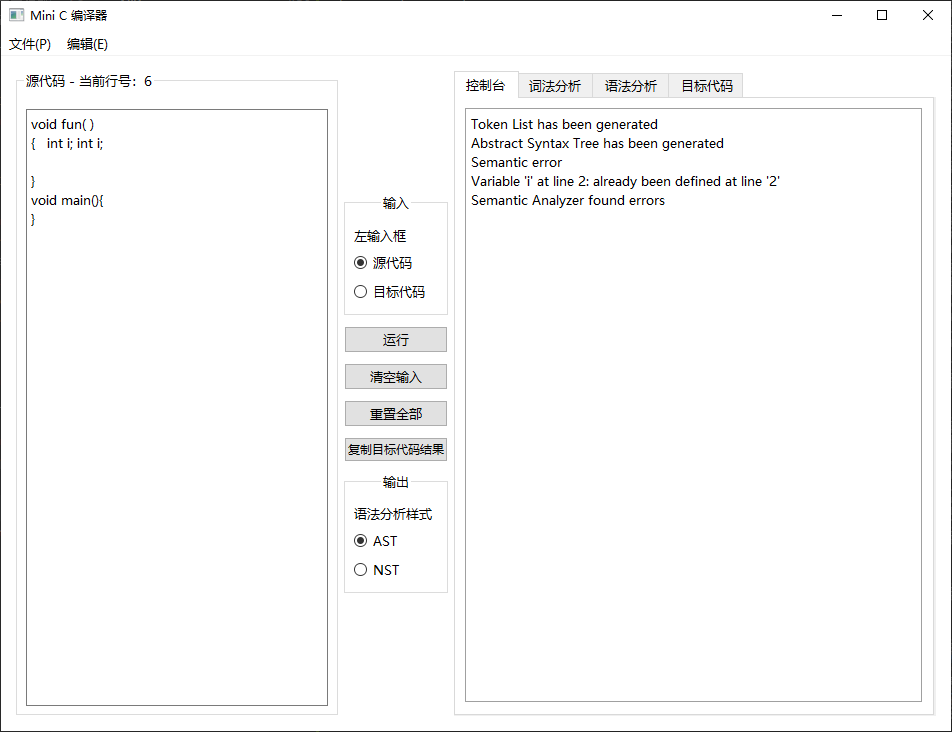 Mini C 编译器
文件(P) 编辑(E)
源代码 - 当前行号：6
void fun( )
{   int i; int i;
}
void main(){
}
输入
左输入框
源代码
目标代码
运行
清空输入
重置全部
复制目标代码结果
输出
语法分析样式
AST
NST
控制台 词法分析 语法分析 目标代码
Token List has been generated
Abstract Syntax Tree has been generated
Semantic error
Variable 'i' at line 2: already been defined at line '2'
Semantic Analyzer found errors